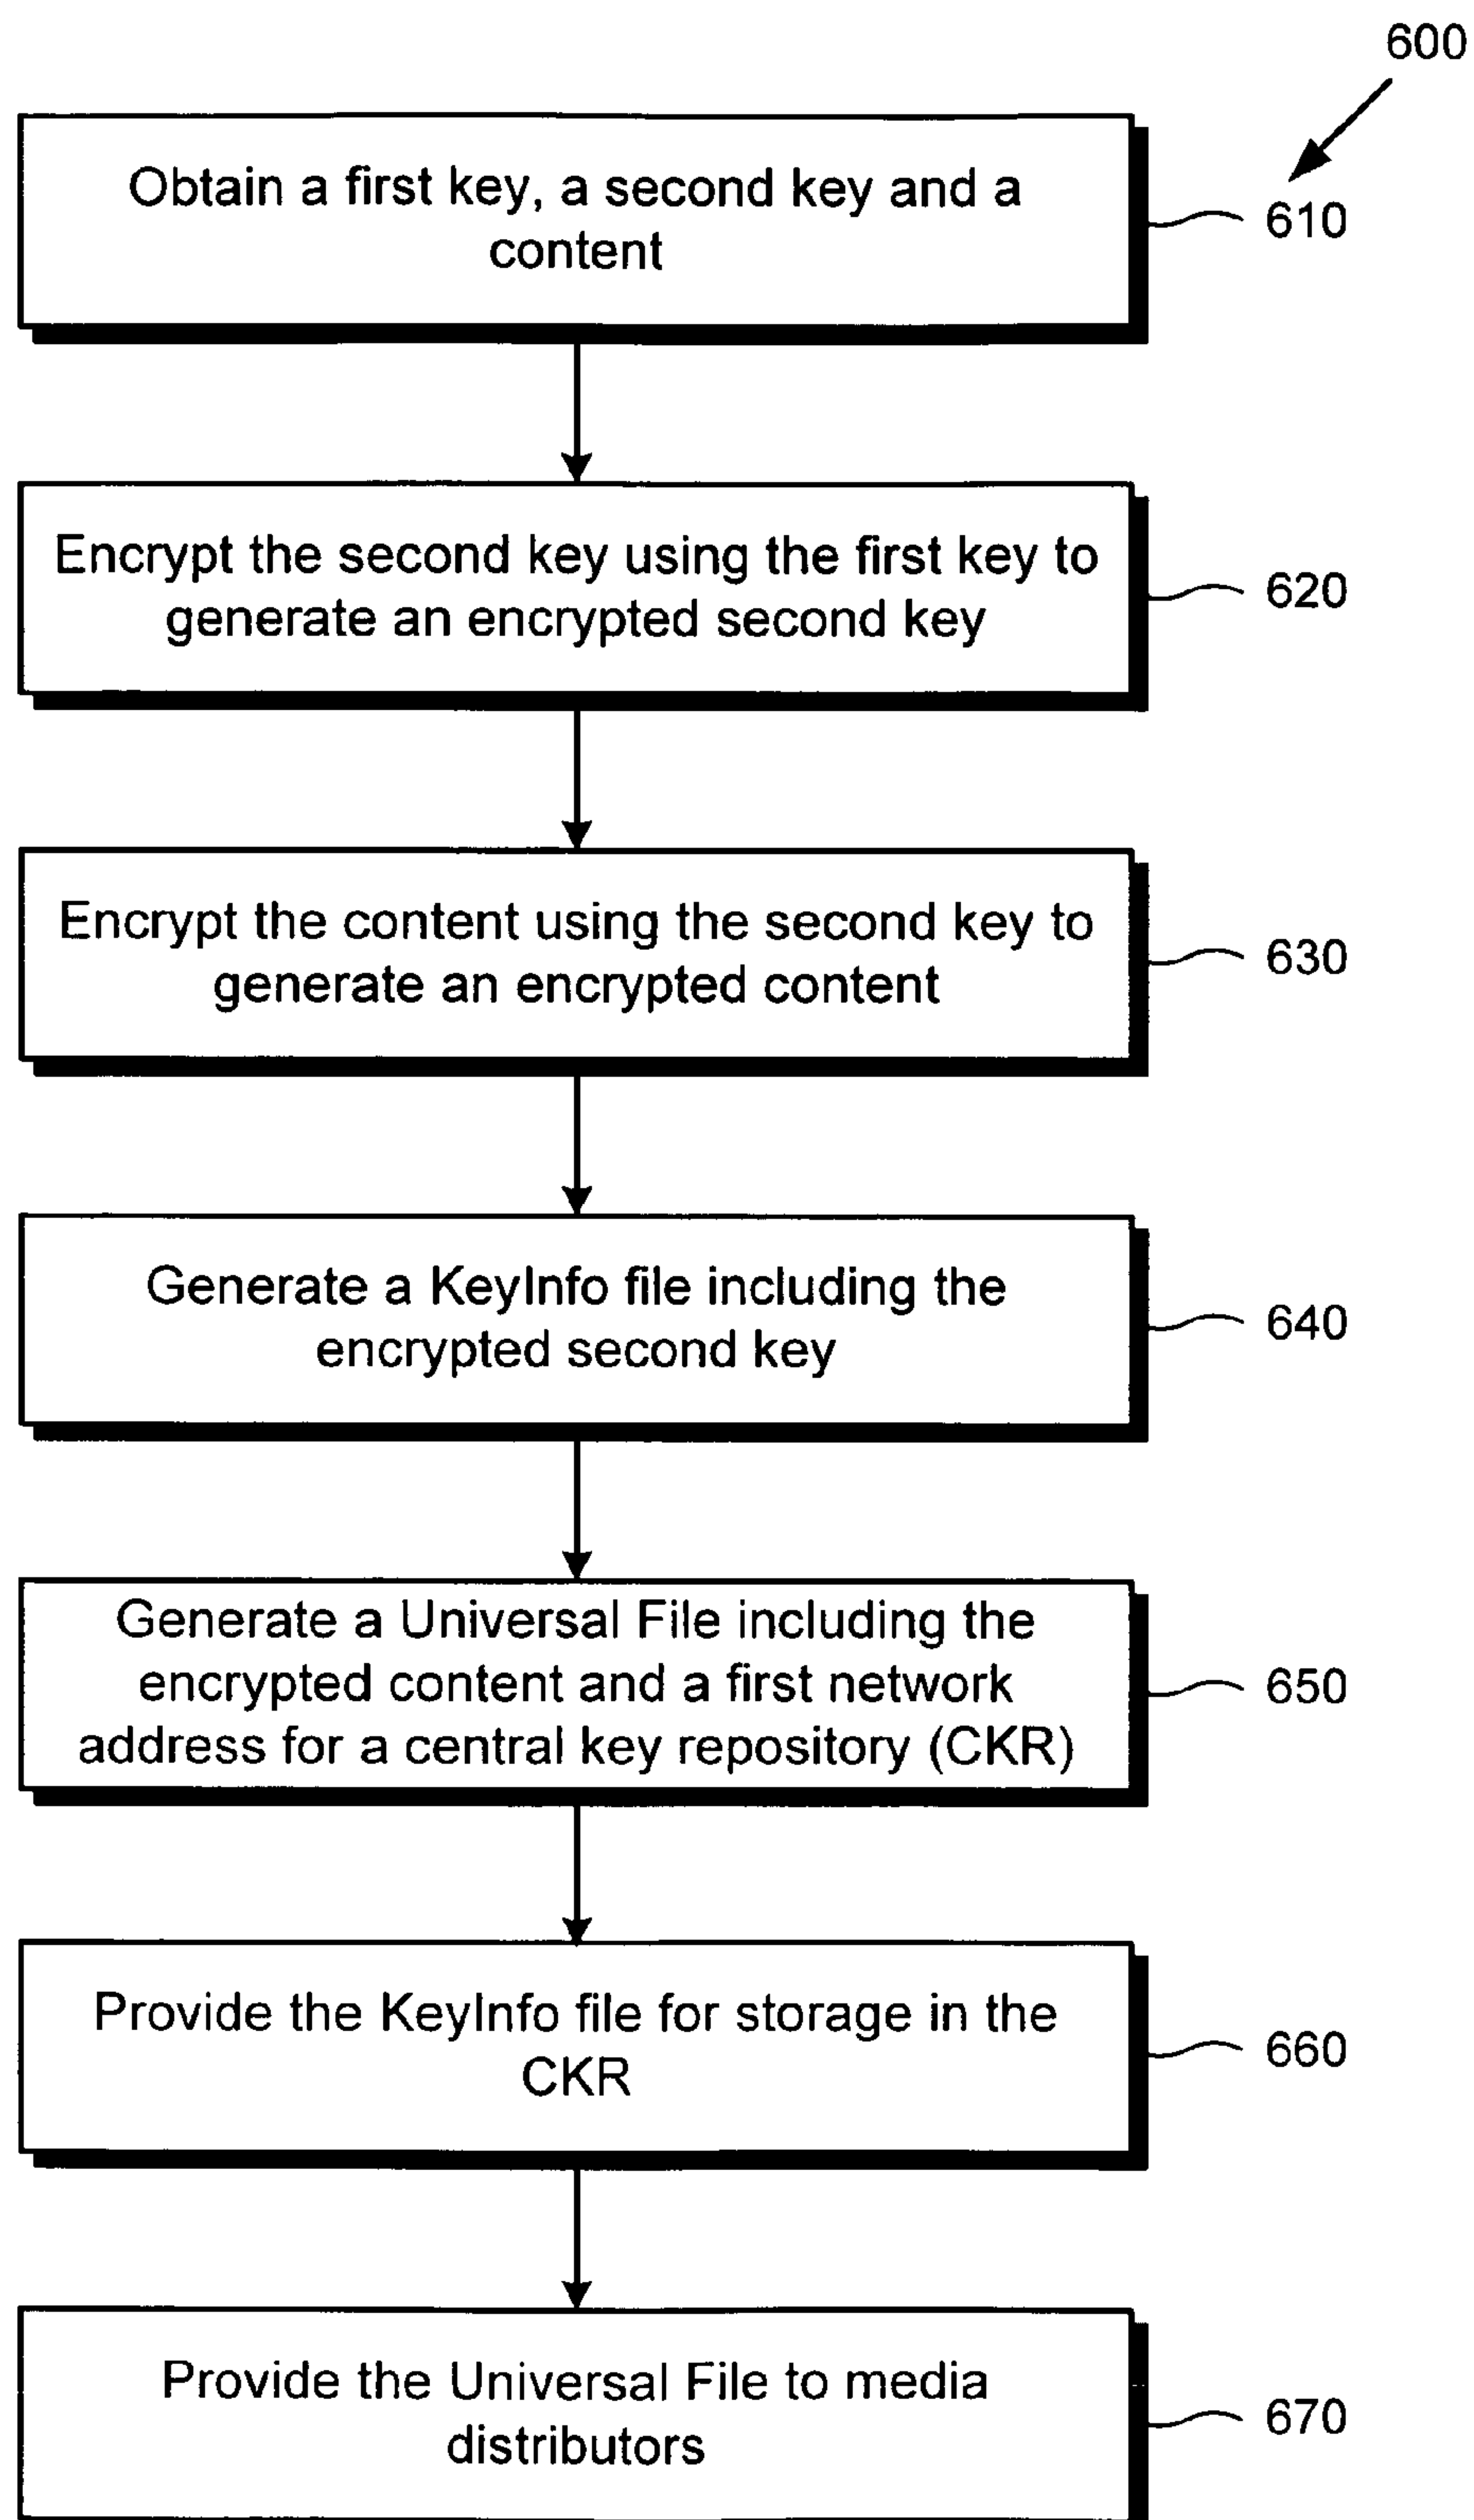 600
Obtain a first key, a second key and a
content
610
Encrypt the second key using the first key to
generate an encrypted second key
620
Encrypt the content using the second key to
generate an encrypted content
630
Generate a KeyInfo file including the
encrypted second key
640
Generate a Universal File including the
encrypted content and a first network
address for a central key repository (CKR)
650
Provide the KeyInfo file for storage in the
CKR
660
Provide the Universal File to media
distributors
670